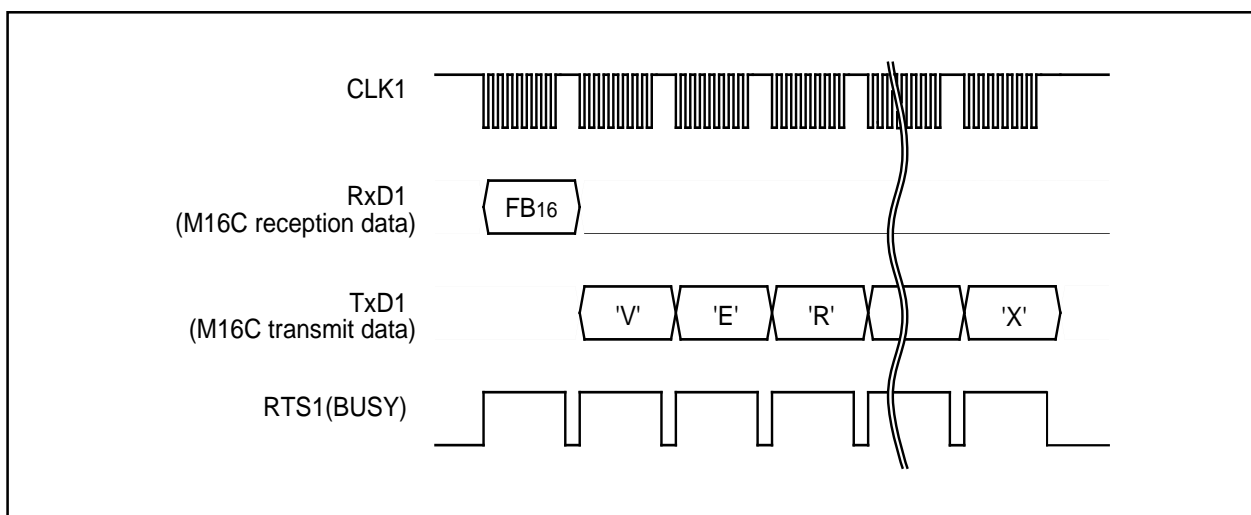 CLK1
RxD1
(M16C reception data)
FB16
TxD1
(M16C transmit data)
'V' 'E' 'R' 'X'
RTS1(BUSY)